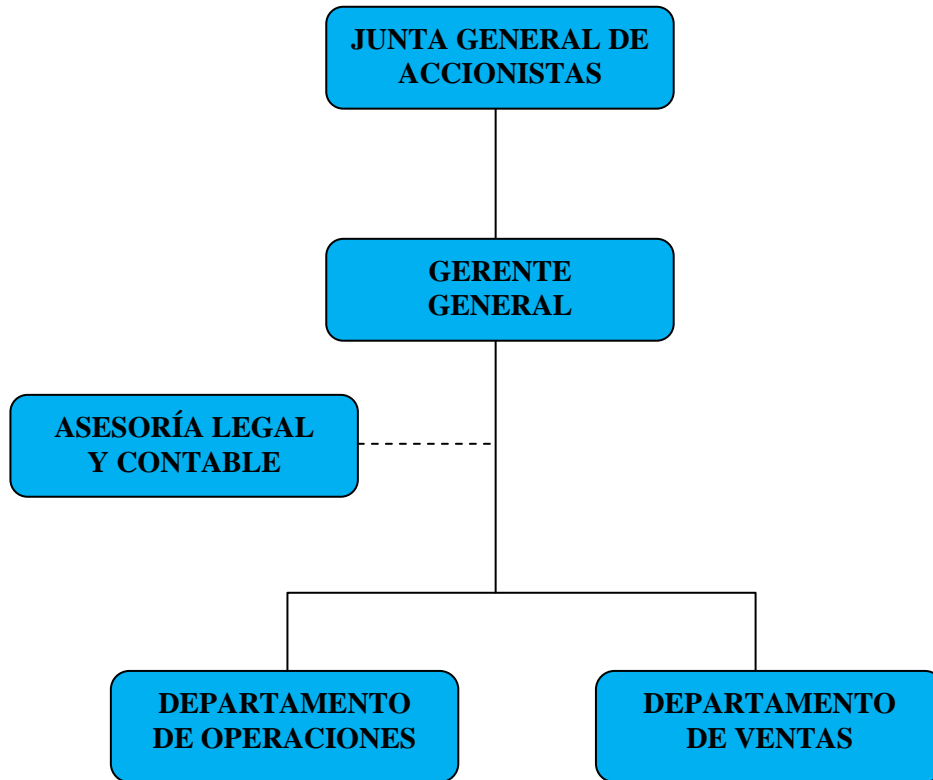 JUNTA GENERAL DE
ACCIONISTAS
GERENTE
GENERAL
ASESORÍA LEGAL
Y CONTABLE
DEPARTAMENTO
DE OPERACIONES
DEPARTAMENTO
DE VENTAS